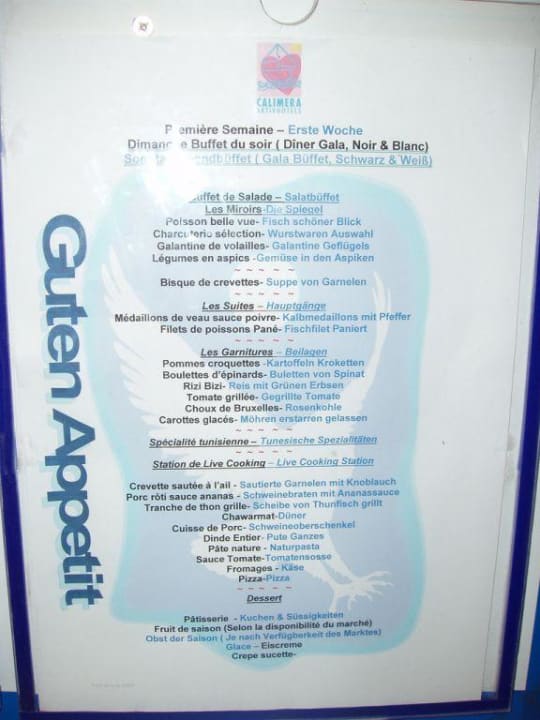 CALIMERA
AKTIVHOTELS
Première Semaine – Erste Woche
Dimanche Buffet du soir ( Dîner Gala, Noir & Blanc)
( Gala Büffet, Schwarz & Weiß)
Buffet de Salade – Salatbüffet
Les Miroirs-Die Spiegel
Poisson belle vue- Fisch schöner Blick
Charcuterie sélection- Wurstwaren Auswahl
Galantine de volailles- Galantine Geflügels
Légumes en aspics -Gemüse in den Aspiken
~ ~ ~ ~ ~
Bisque de crevettes- Suppe von Garnelen
~ ~ ~ ~ ~
Les Suites – Hauptgänge
Médaillons de veau sauce poivre- Kalbmedaillons mit Pfeffer
Filets de poissons Pané- Fischfilet Paniert
~ ~ ~ ~ ~
Les Garnitures – Beilagen
Pommes croquettes -Kartoffeln Kroketten
Boulettes d'épinards- Buletten von Spinat
Rizi Bizi- Reis mit Grünen Erbsen
Tomate grillée- Gegrillte Tomate
Choux de Bruxelles- Rosenkohle
Carottes glacés- Möhren erstarren gelassen
~ ~ ~ ~ ~
Spécialité tunisienne – Tunesische Spezialitäten
~ ~ ~ ~ ~
Station de Live Cooking – Live Cooking Station
Crevette sautée à l'ail - Sautierte Garnelen mit Knoblauch
Porc rôti sauce ananas - Schweinebraten mit Ananassauce
Tranche de thon grille- Scheibe von Thunfisch grillt
Chawarmat-Düner
Cuisse de Porc- Schweineoberschenkel
Dinde Entier- Pute Ganzes
Pâte nature - Naturpasta
Sauce Tomate-Tomatensosse
Fromages - Käse
Pizza-Pizza
~ ~ ~ ~ ~
Dessert
Pâtisserie - Kuchen & Süssigkeiten
Fruit de saison (Selon la disponibilité du marché)
Obst der Saison ( Je nach Verfügberkeit des Marktes)
Glace – Eiscreme
Crepe sucette-
Guten Appetit